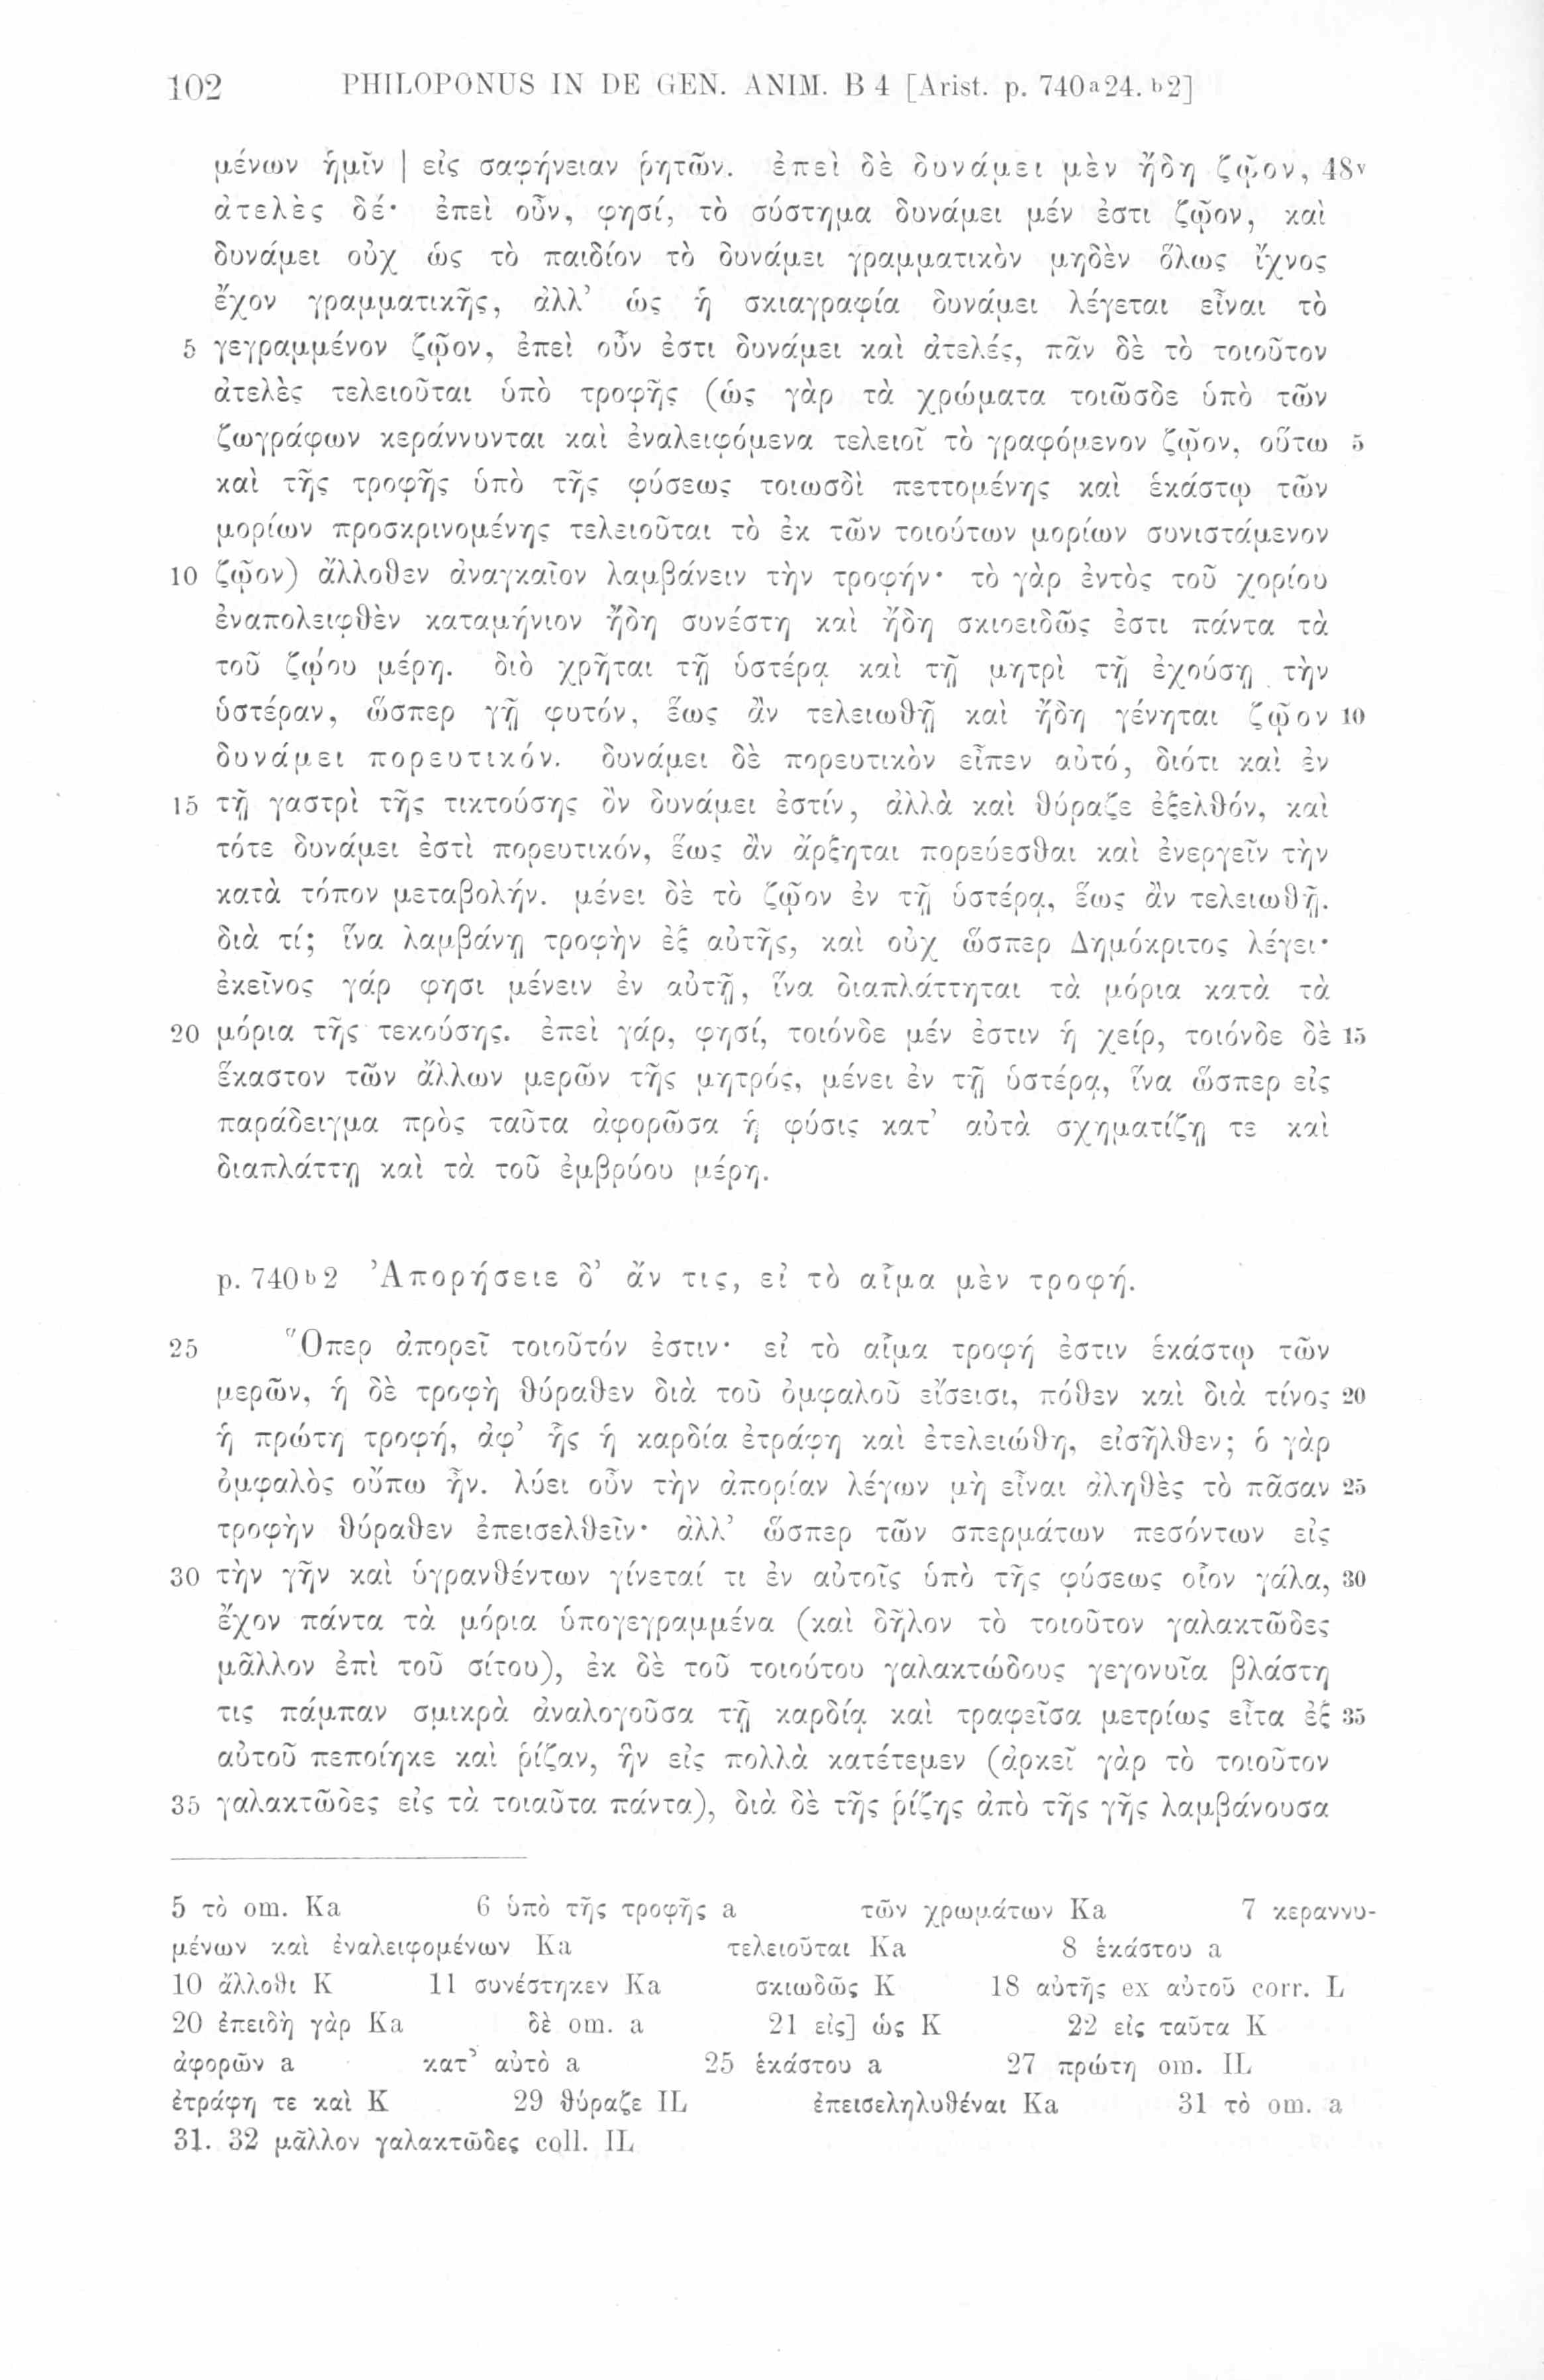 102 PHILOPONUS IN DE GEN. ANIM. B 4 [Arist. p. 740a24. b2]
μένων ἡμῖν | εἰς σαφήνειαν ῥητῶν. ἐπεὶ δὲ δυνάμει μὲν ἤδη ζῷον, 48v
ἀτελὲς δέ· ἐπεὶ οὖν, φησί, τὸ σύστημα δυνάμει μέν ἐστι ζῷον, καὶ
δυνάμει οὐχ ὡς τὸ παιδίον τὸ δυνάμει γραμματικὸν μηδὲν ὅλως ἴχνος
ἔχον γραμματικῆς, ἀλλ’ ὡς ἡ σκιαγραφία δυνάμει λέγεται εἶναι τὸ
5 γεγραμμένον ζῷον, ἐπεὶ οὖν ἐστι δυνάμει καὶ ἀτελές, πᾶν δὲ τὸ τοιοῦτον
ἀτελὲς τελειοῦται ὑπὸ τροφῆς (ὡς γὰρ τὰ χρώματα τοιῶσδε ὑπὸ τῶν
ζωγράφων κεράννυνται καὶ ἐναλειφόμενα τελειοῖ τὸ γραφόμενον ζῷον, οὕτω 5
καὶ τῆς τροφῆς ὑπὸ τῆς φύσεως τοιωσδὶ πεττομένης καὶ ἑκάστῳ τῶν
μορίων προσκρινομένης τελειοῦται τὸ ἐκ τῶν τοιούτων μορίων συνιστάμενον
10 ζῷον) ἄλλοθεν ἀναγκαῖον λαμβάνειν τὴν τροφήν· τὸ γὰρ ἐντὸς τοῦ χορίου
ἐναπολειφθὲν καταμήνιον ἤδη συνέστη καὶ ἤδη σκιοειδῶς ἐστι πάντα τὰ
τοῦ ζῴου μέρη. διὸ χρῆται τῇ ὑστέρᾳ καὶ τῇ μητρὶ τῇ ἐχούσῃ τὴν
ὑστέραν, ὥσπερ γῇ φυτόν, ἕως ἂν τελειωθῇ καὶ ἤδη γένηται ζῷον 10
δυνάμει πορευτικόν. δυνάμει δὲ πορευτικὸν εἶπεν αὐτό, διότι καὶ ἐν
15 τῇ γαστρὶ τῆς τικτούσης ὂν δυνάμει ἐστίν, ἀλλὰ καὶ θύραζε ἐξελθόν, καὶ
τότε δυνάμει ἐστὶ πορευτικόν, ἕως ἂν ἄρξηται πορεύεσθαι καὶ ἐνεργεῖν τὴν
κατὰ τόπον μεταβολήν. μένει δὲ τὸ ζῷον ἐν τῇ ὑστέρᾳ, ἕως ἂν τελειωθῇ.
διὰ τί; ἵνα λαμβάνῃ τροφὴν ἐξ αὐτῆς, καὶ οὐχ ὥσπερ Δημόκριτος λέγει·
ἐκεῖνος γάρ φησι μένειν ἐν αὐτῇ, ἵνα διαπλάττηται τὰ μόρια κατὰ τὰ
20 μόρια τῆς τεκούσης. ἐπεὶ γάρ, φησί, τοιόνδε μέν ἐστιν ἡ χείρ, τοιόνδε δὲ 15
ἕκαστον τῶν ἄλλων μερῶν τῆς μητρός, μένει ἐν τῇ ὑστέρᾳ, ἵνα ὥσπερ εἰς
παράδειγμα πρὸς ταῦτα ἀφορῶσα ἡ φύσις κατ’ αὐτὰ σχηματίζῃ τε καὶ
διαπλάττῃ καὶ τὰ τοῦ ἐμβρύου μέρη.
p. 740b2 Ἀπορήσειε δ’ ἄν τις, εἰ τὸ αἷμα μὲν τροφή.
25 Ὅπερ ἀπορεῖ τοιοῦτόν ἐστιν· εἰ τὸ αἷμα τροφή ἐστιν ἑκάστῳ τῶν
μερῶν, ἡ δὲ τροφὴ θύραθεν διὰ τοῦ ὀμφαλοῦ εἴσεισι, πόθεν καὶ διὰ τίνος 20
ἡ πρώτη τροφή, ἀφ’ ἧς ἡ καρδία ἐτράφη καὶ ἐτελειώθη, εἰσῆλθεν; ὁ γὰρ
ὀμφαλὸς οὔπω ἦν. λύει οὖν τὴν ἀπορίαν λέγων μὴ εἶναι ἀληθὲς τὸ πᾶσαν 25
τροφὴν θύραθεν ἐπεισελθεῖν· ἀλλ’ ὥσπερ τῶν σπερμάτων πεσόντων εἰς
30 τὴν γῆν καὶ ὑγρανθέντων γίνεταί τι ἐν αὐτοῖς ὑπὸ τῆς φύσεως οἷον γάλα, 30
ἔχον πάντα τὰ μόρια ὑπογεγραμμένα (καὶ δῆλον τὸ τοιοῦτον γαλακτῶδες
μᾶλλον ἐπὶ τοῦ σίτου), ἐκ δὲ τοῦ τοιούτου γαλακτώδους γεγονυῖα βλάστη
τις πάμπαν σμικρὰ ἀναλογοῦσα τῇ καρδίᾳ καὶ τραφεῖσα μετρίως εἶτα ἐξ 35
αὐτοῦ πεποίηκε καὶ ῥίζαν, ἣν εἰς πολλὰ κατέτεμεν (ἀρκεῖ γὰρ τὸ τοιοῦτον
35 γαλακτῶδες εἰς τὰ τοιαῦτα πάντα), διὰ δὲ τῆς ῥίζης ἀπὸ τῆς γῆς λαμβάνουσα
5 τὸ om. Ka 6 ὑπὸ τῆς τροφῆς a τῶν χρωμάτων Ka 7 κεραννυ-
μένων καὶ ἐναλειφομένων Ka τελειοῦται Ka 8 ἑκάστου a
10 ἄλλοθι K 11 συνέστηκεν Ka σκιωδῶς K 18 αὐτῆς ex αὐτοῦ corr. L
20 ἐπειδὴ γὰρ Ka δὲ om. a 21 εἰς] ὡς K 22 εἰς ταῦτα K
ἀφορῶν a κατ’ αὐτὸ a 25 ἑκάστου a 27 πρώτη om. IL
ἐτράφη τε καὶ K 29 θύραζε IL ἐπεισεληλυθέναι Ka 31 τὸ om. a
31. 32 μᾶλλον γαλακτῶδες coll. IL